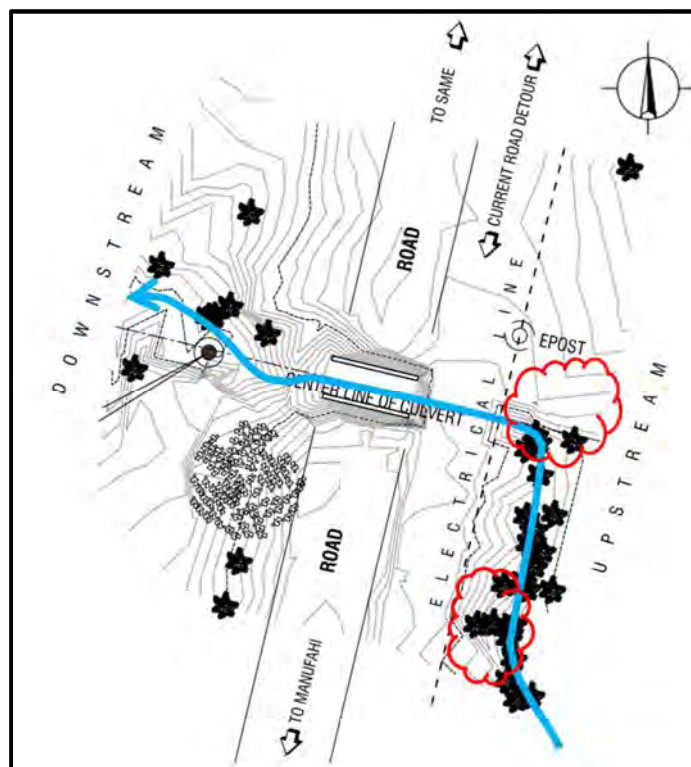 TO SAME
CURRENT ROAD DETOUR
DOWNSTREAM
ROAD
ELECTRICAL LINE
EPOST
CENTER LINE OF CULVERT
UPSTREAM
ROAD
TO MANUFAHI